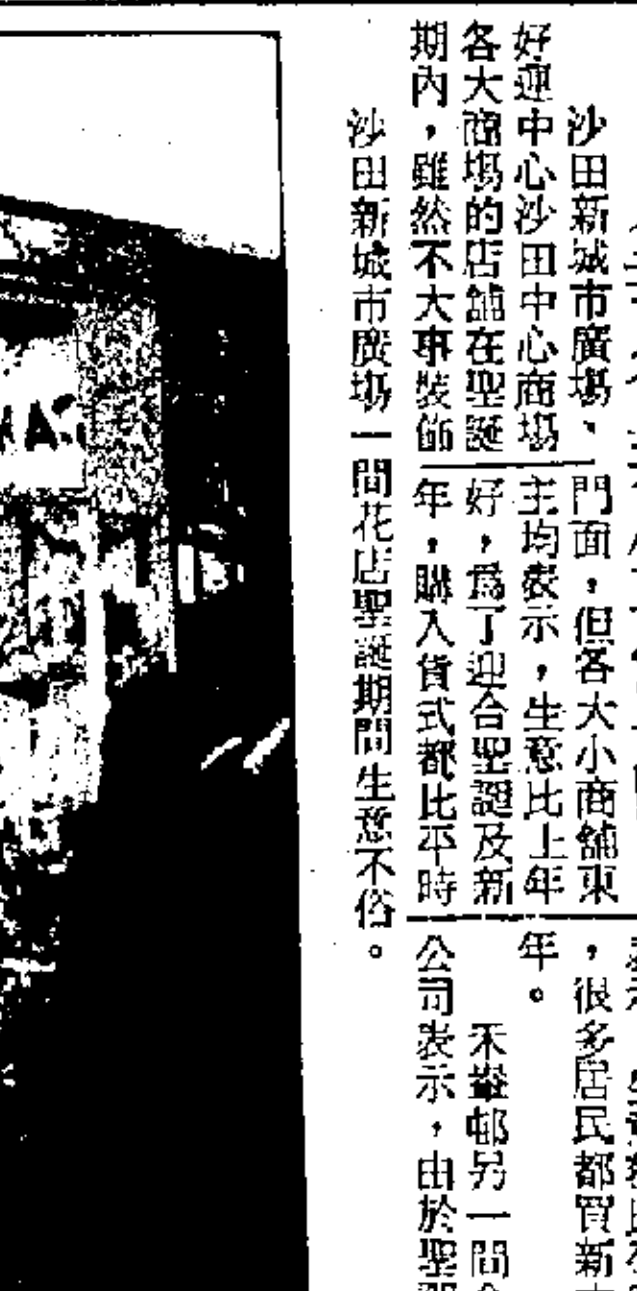 沙田新城市廣場、
好運中心沙田中心商場
各大商場的店舖在聖誕
期內，雖然不大事裝飾
門面，但各大小商舖東
主均表示，生意比上年
好，爲了迎合聖誕及新
年，購入貨式都比平時
，很多居民都買新
年。
禾輋邨另一間
公司表示，由於聖
沙田新城市廣場一間花店聖誕期間生意不俗。
MAS